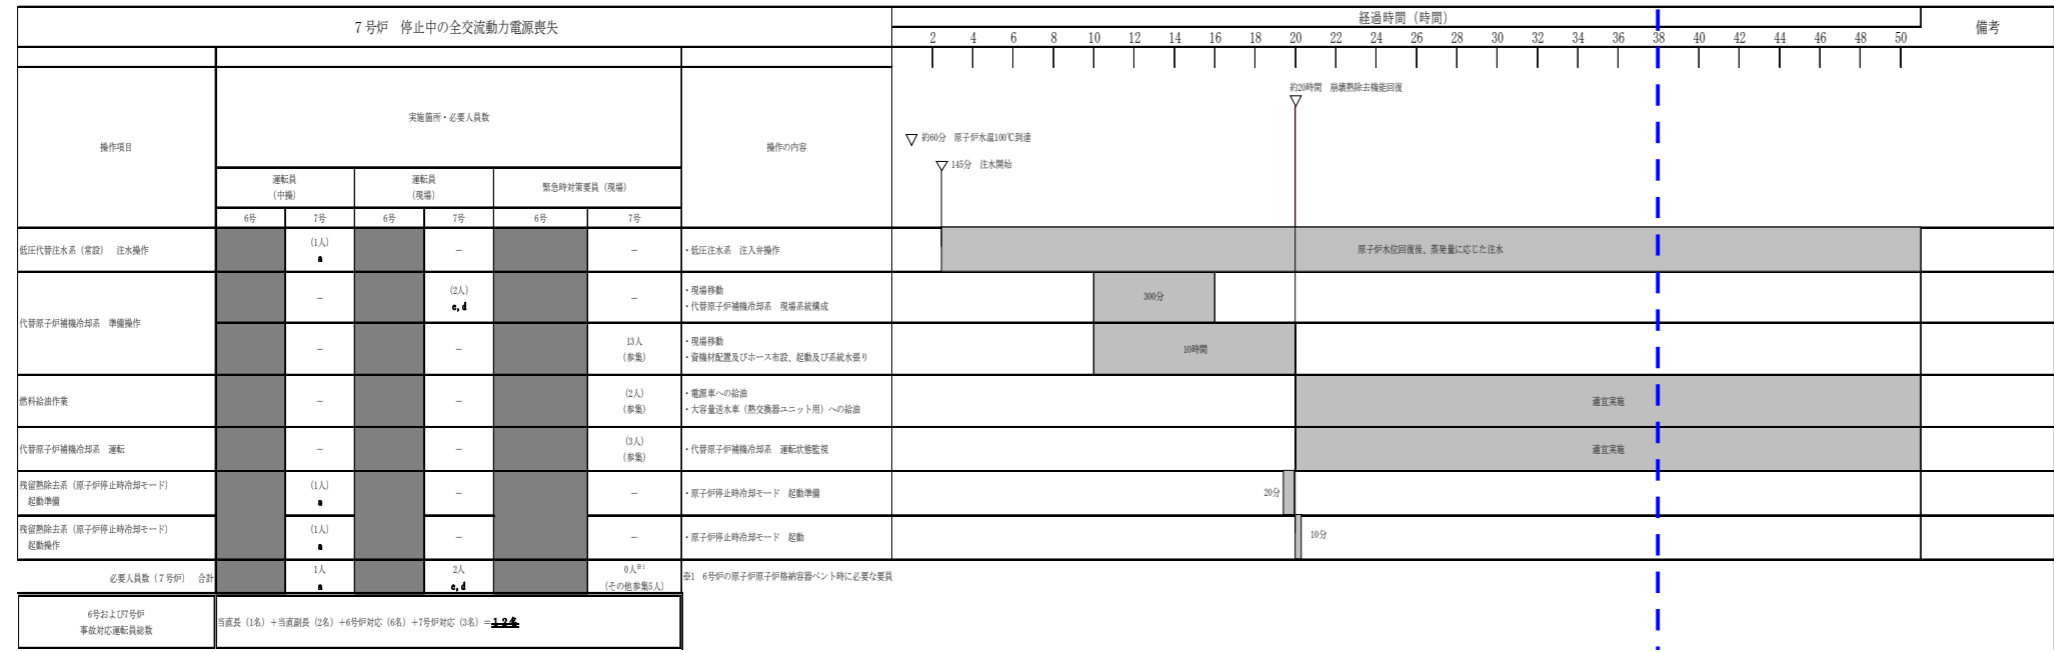 7号炉 停止中の全交流動力電源喪失
経過時間（時間）
備考
2 4 6 8 10 12 14 16 18 20 22 24 26 28 30 32 34 36 38 40 42 44 46 48 50
操作項目
実施箇所・必要人員数
操作の内容
約20時間 崩壊熱除去機能回復
約60分 原子炉水温100℃到達
145分 注水開始
運転員
（中操）
運転員
（現場）
緊急時対策要員（現場）
6号 7号 6号 7号 6号 7号
低圧代替注水系（常設） 注水操作
(1人)
a
－
－
・低圧注水系 注入弁操作
原子炉水位回復後、蒸発量に応じた注水
代替原子炉補機冷却系 準備操作
－
(2人)
c,d
－
・現場移動
・代替原子炉補機冷却系 現場系統構成
300分
－
－
13人
(参集)
・現場移動
・資機材配置及びホース布設、起動及び系統水張り
10時間
燃料給油作業
－
－
(2人)
(参集)
・電源車への給油
・大容量送水車（熱交換器ユニット用）への給油
適宜実施
代替原子炉補機冷却系 運転
－
－
(3人)
(参集)
・代替原子炉補機冷却系 運転状態監視
適宜実施
残留熱除去系（原子炉停止時冷却モード）
起動準備
(1人)
a
－
－
・原子炉停止時冷却モード 起動準備
20分
残留熱除去系（原子炉停止時冷却モード）
起動操作
(1人)
a
－
－
・原子炉停止時冷却モード 起動
10分
必要人員数（7号炉） 合計
1人
a
2人
c,d
0人※1
(その他参集5人)
※1 6号炉の原子炉原子炉格納容器ベント時に必要な要員
6号および7号炉
事故対応運転員総数
当直長（1名）＋当直副長（2名）＋6号炉対応（6名）＋7号炉対応（3名）＝12名